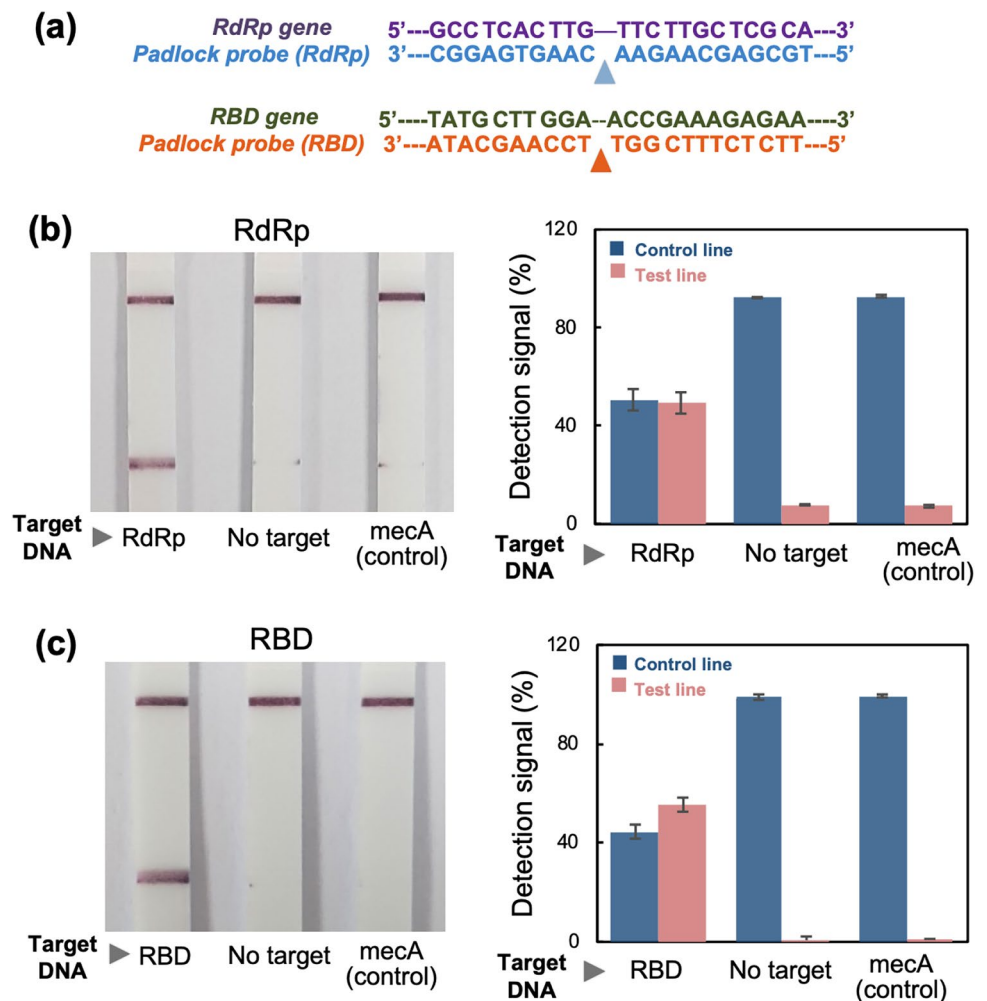 (a)
RdRp gene 5’---GCC TCAC TTG—TTC TTGC TCG CA---3’
Padlock probe (RdRp) 3’---CGGAGTGAAC AAGAACGAGCGT---5’
RBD gene 5’----TATG CTT GGA--ACCGAAAGAGAA----3’
Padlock probe (RBD) 3’---ATACGAACCT TGG CTTTCT CTT---5’
(b)
RdRp
Target DNA RdRp No target mecA (control)
120
80
40
0
Detection signal (%)
Control line
Test line
Target DNA RdRp No target mecA (control)
(c)
RBD
Target DNA RBD No target mecA (control)
120
80
40
0
Detection signal (%)
Control line
Test line
Target DNA RBD No target mecA (control)